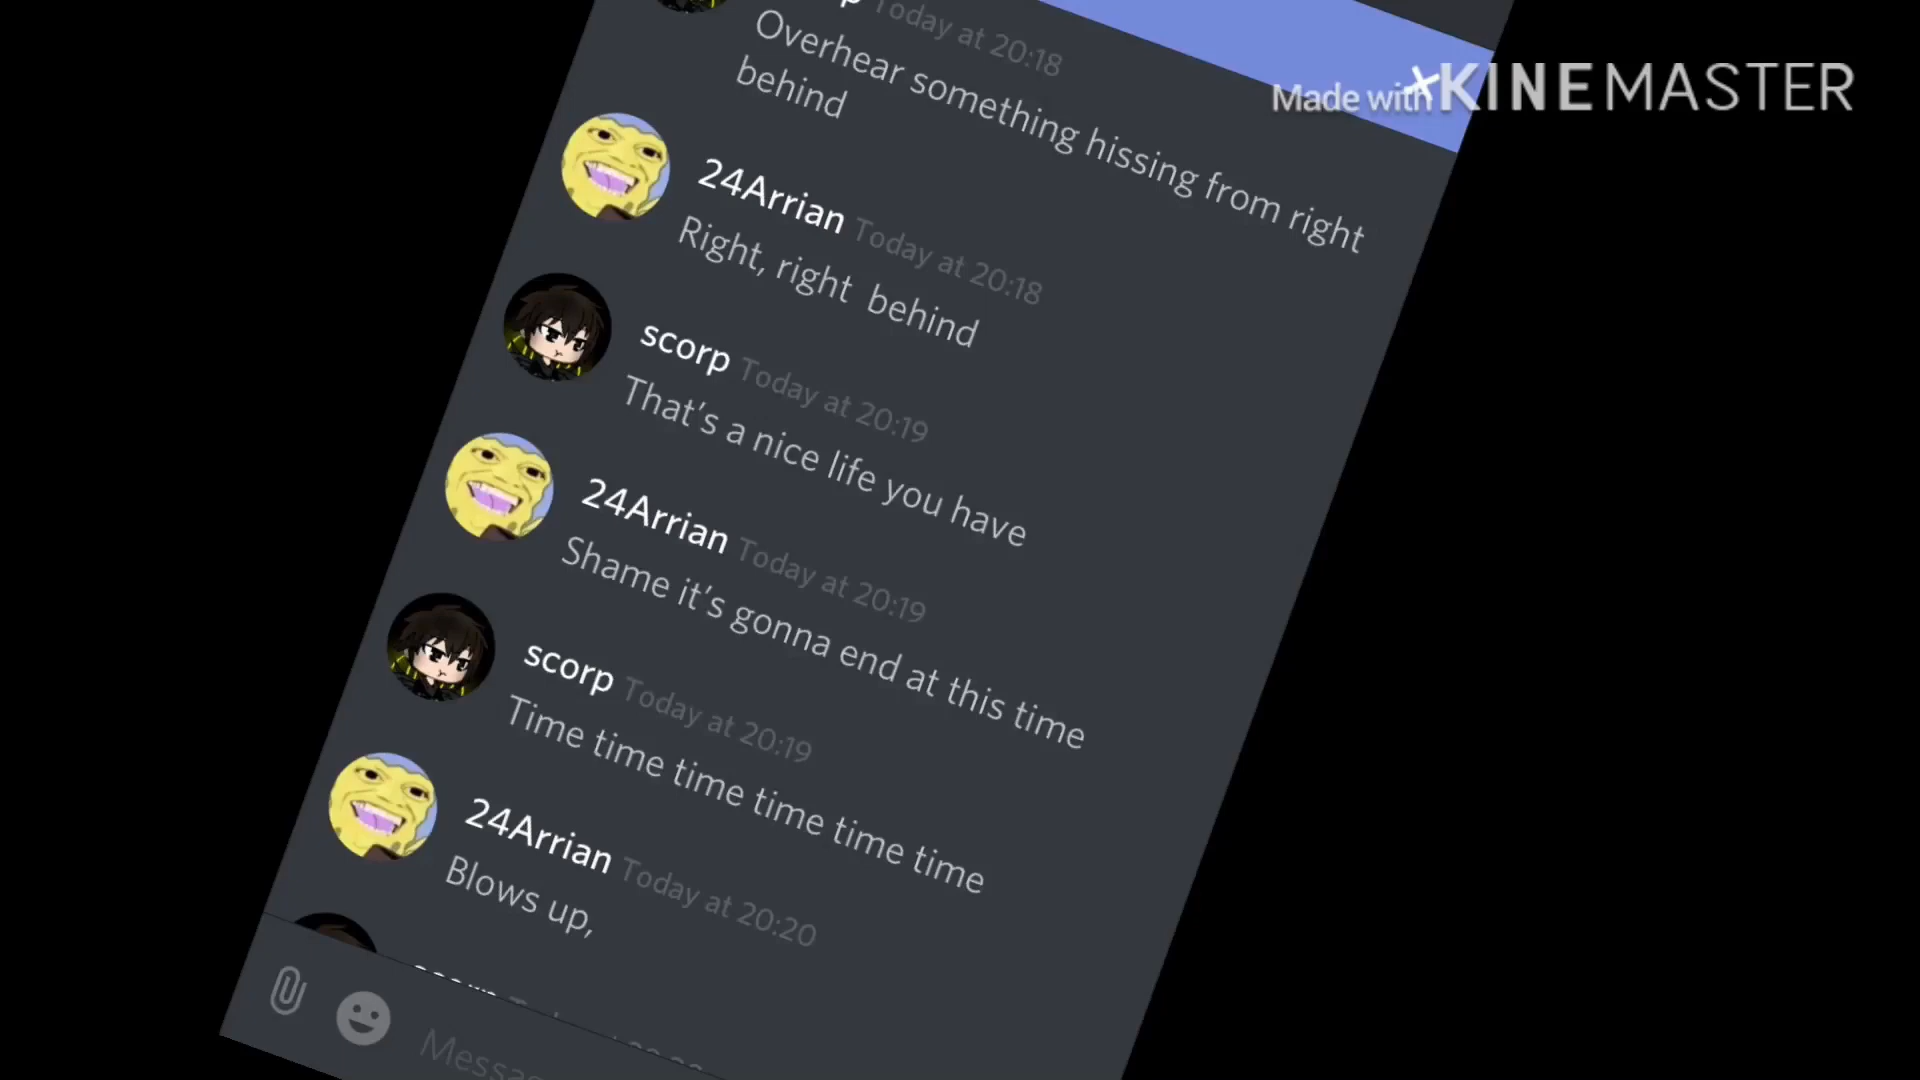 Today at 20:18
Overhear something hissing from right
behind
Made with KINEMASTER
24Arrian Today at 20:18
Right, right behind
scorp Today at 20:19
That's a nice life you have
24Arrian Today at 20:19
Shame it's gonna end at this time
scorp Today at 20:19
Time time time time time time
24Arrian Today at 20:20
Blows up,